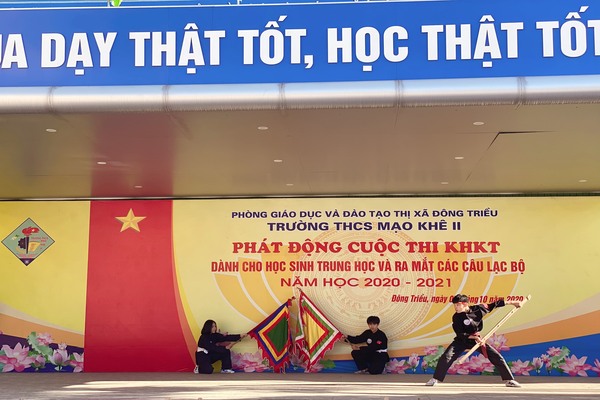 UA DẠY THẬT TỐT, HỌC THẬT TỐT
PHÒNG GIÁO DỤC VÀ ĐÀO TẠO THỊ XÃ ĐÔNG TRIỀU
TRƯỜNG THCS MẠO KHÊ II
PHÁT ĐỘNG CUỘC THI KHKT
DÀNH CHO HỌC SINH TRUNG HỌC VÀ RA MẮT CÁC CÂU LẠC BỘ
NĂM HỌC 2020 - 2021
Đông Triều, ngày 10 năm 2020